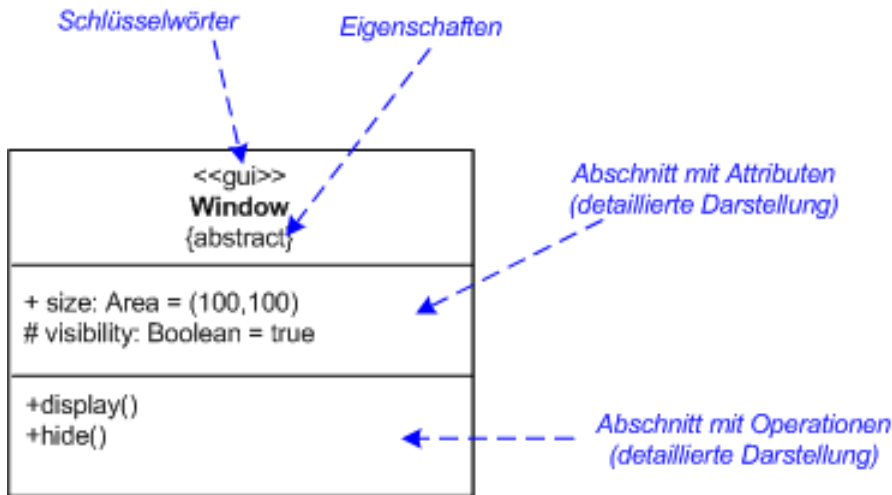 Schlüsselwörter
Eigenschaften
<<gui>>
Window
{abstract}
Abschnitt mit Attributen
(detaillierte Darstellung)
+ size: Area = (100,100)
# visibility: Boolean = true
+display()
+hide()
Abschnitt mit Operationen
(detaillierte Darstellung)